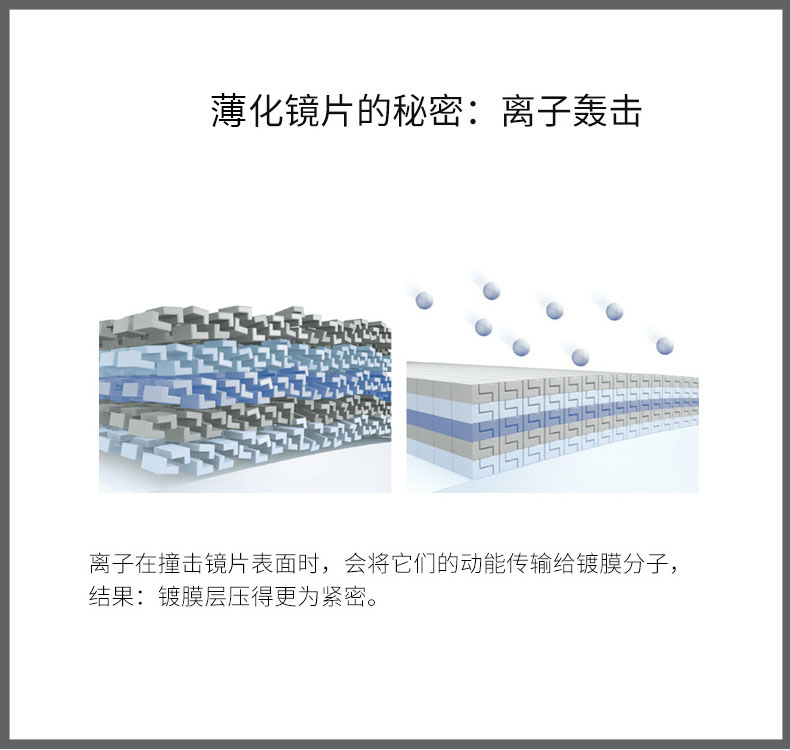 薄化镜片的秘密：离子轰击
离子在撞击镜片表面时，会将它们的动能传输给镀膜分子，
结果：镀膜层压得更为紧密。